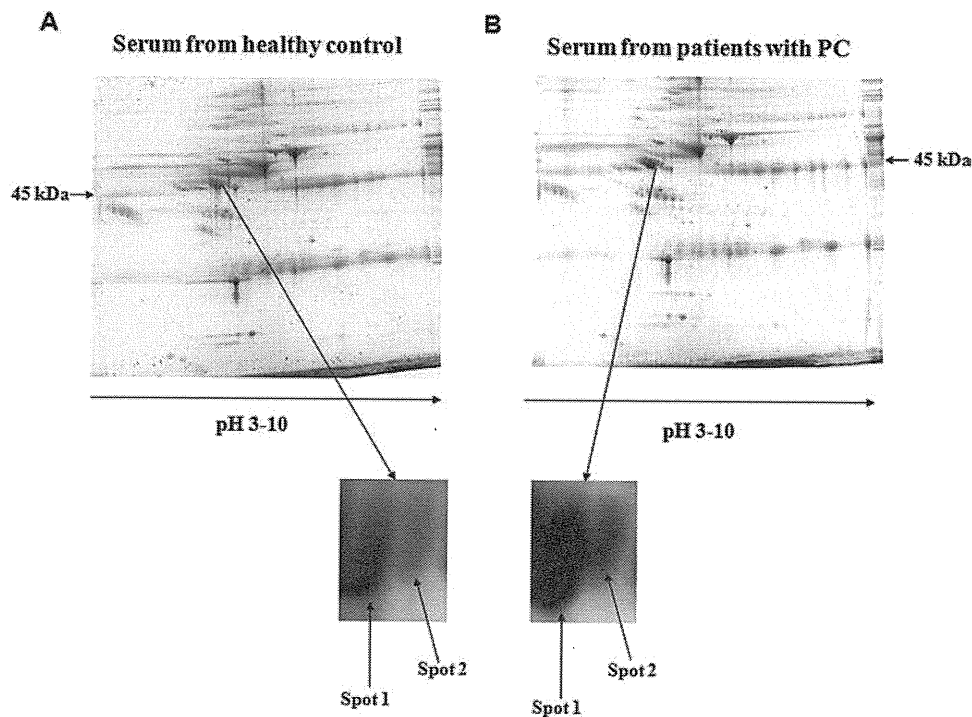 A
Serum from healthy control
45 kDa
pH 3-10
Spot 1
Spot 2
B
Serum from patients with PC
45 kDa
pH 3-10
Spot 1
Spot 2